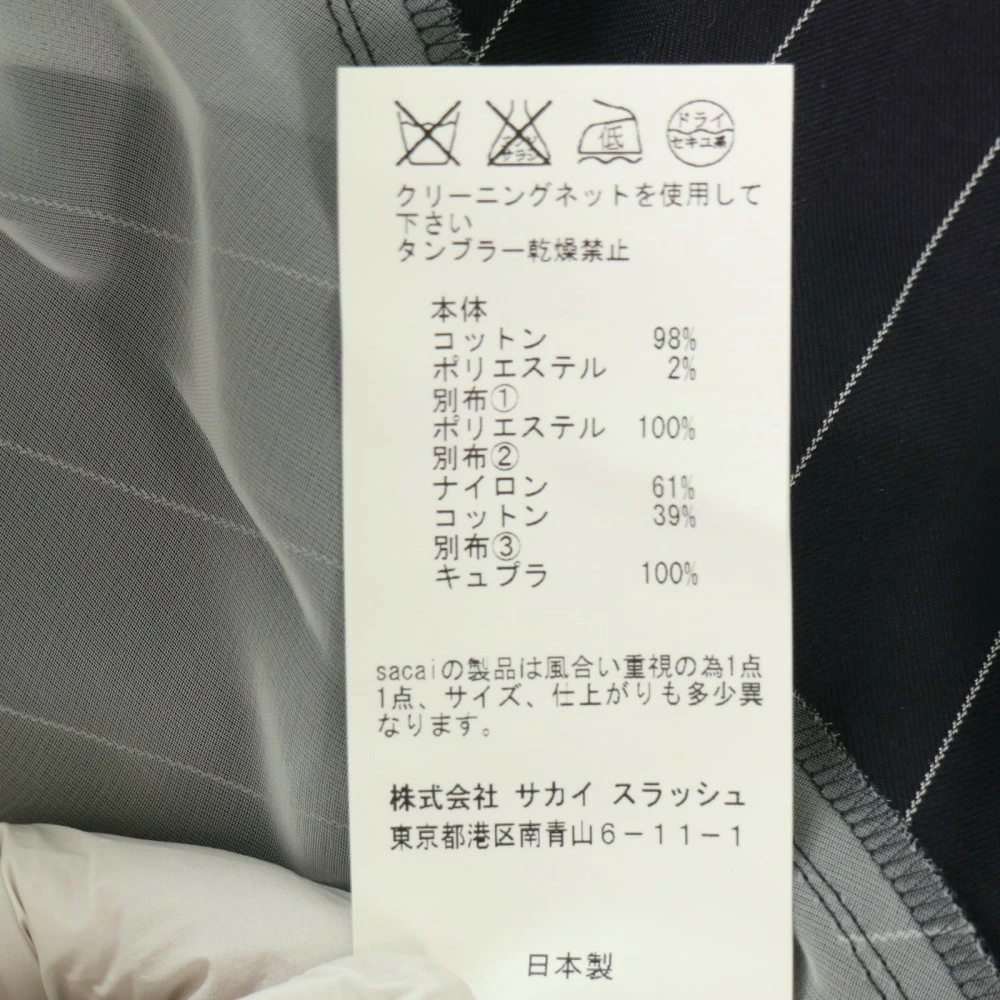 エンソ
サラシ
低
ドライ
セキユ系
クリーニングネットを使用して
下さい
タンブラー乾燥禁止
本体
コットン 98%
ポリエステル 2%
別布①
ポリエステル 100%
別布②
ナイロン 61%
コットン 39%
別布③
キュプラ 100%
sacaiの製品は風合い重視の為1点
1点、サイズ、仕上がりも多少異
なります。
株式会社 サカイ スラッシュ
東京都港区南青山6-11-1
日本製